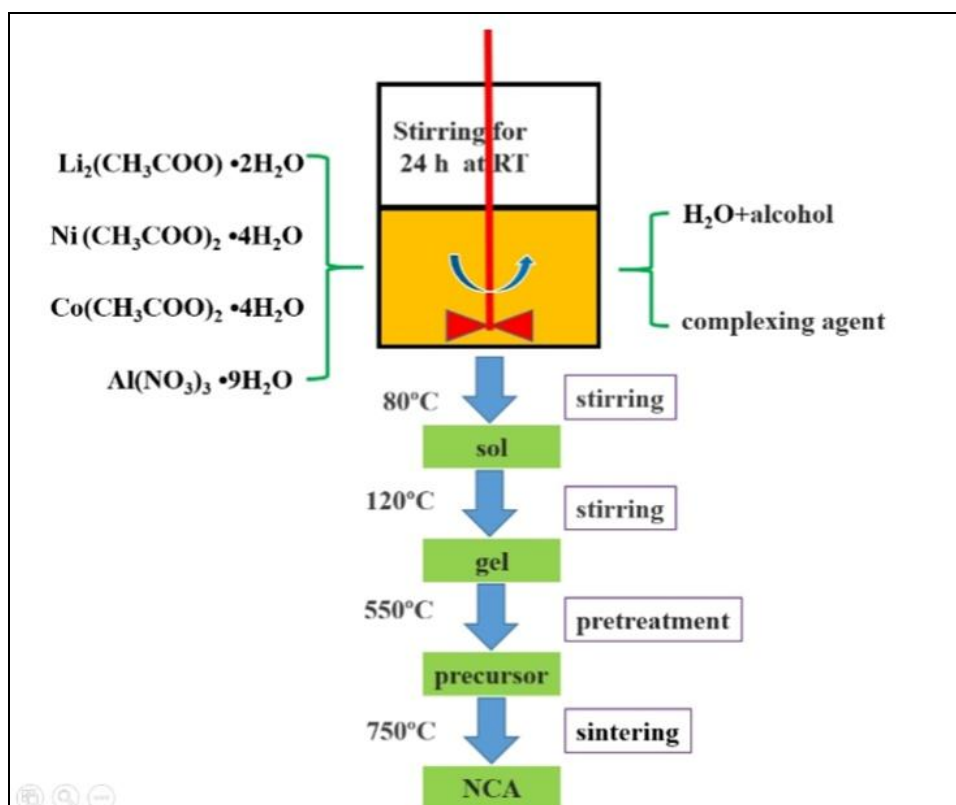 Stirring for
24 h at RT
Li₂(CH₃COO) •2H₂O
Ni (CH₃COO)₂ •4H₂O
Co(CH₃COO)₂ •4H₂O
Al(NO₃)₃ •9H₂O
H₂O+alcohol
complexing agent
80°C
stirring
sol
120°C
stirring
gel
550°C
pretreatment
precursor
750°C
sintering
NCA